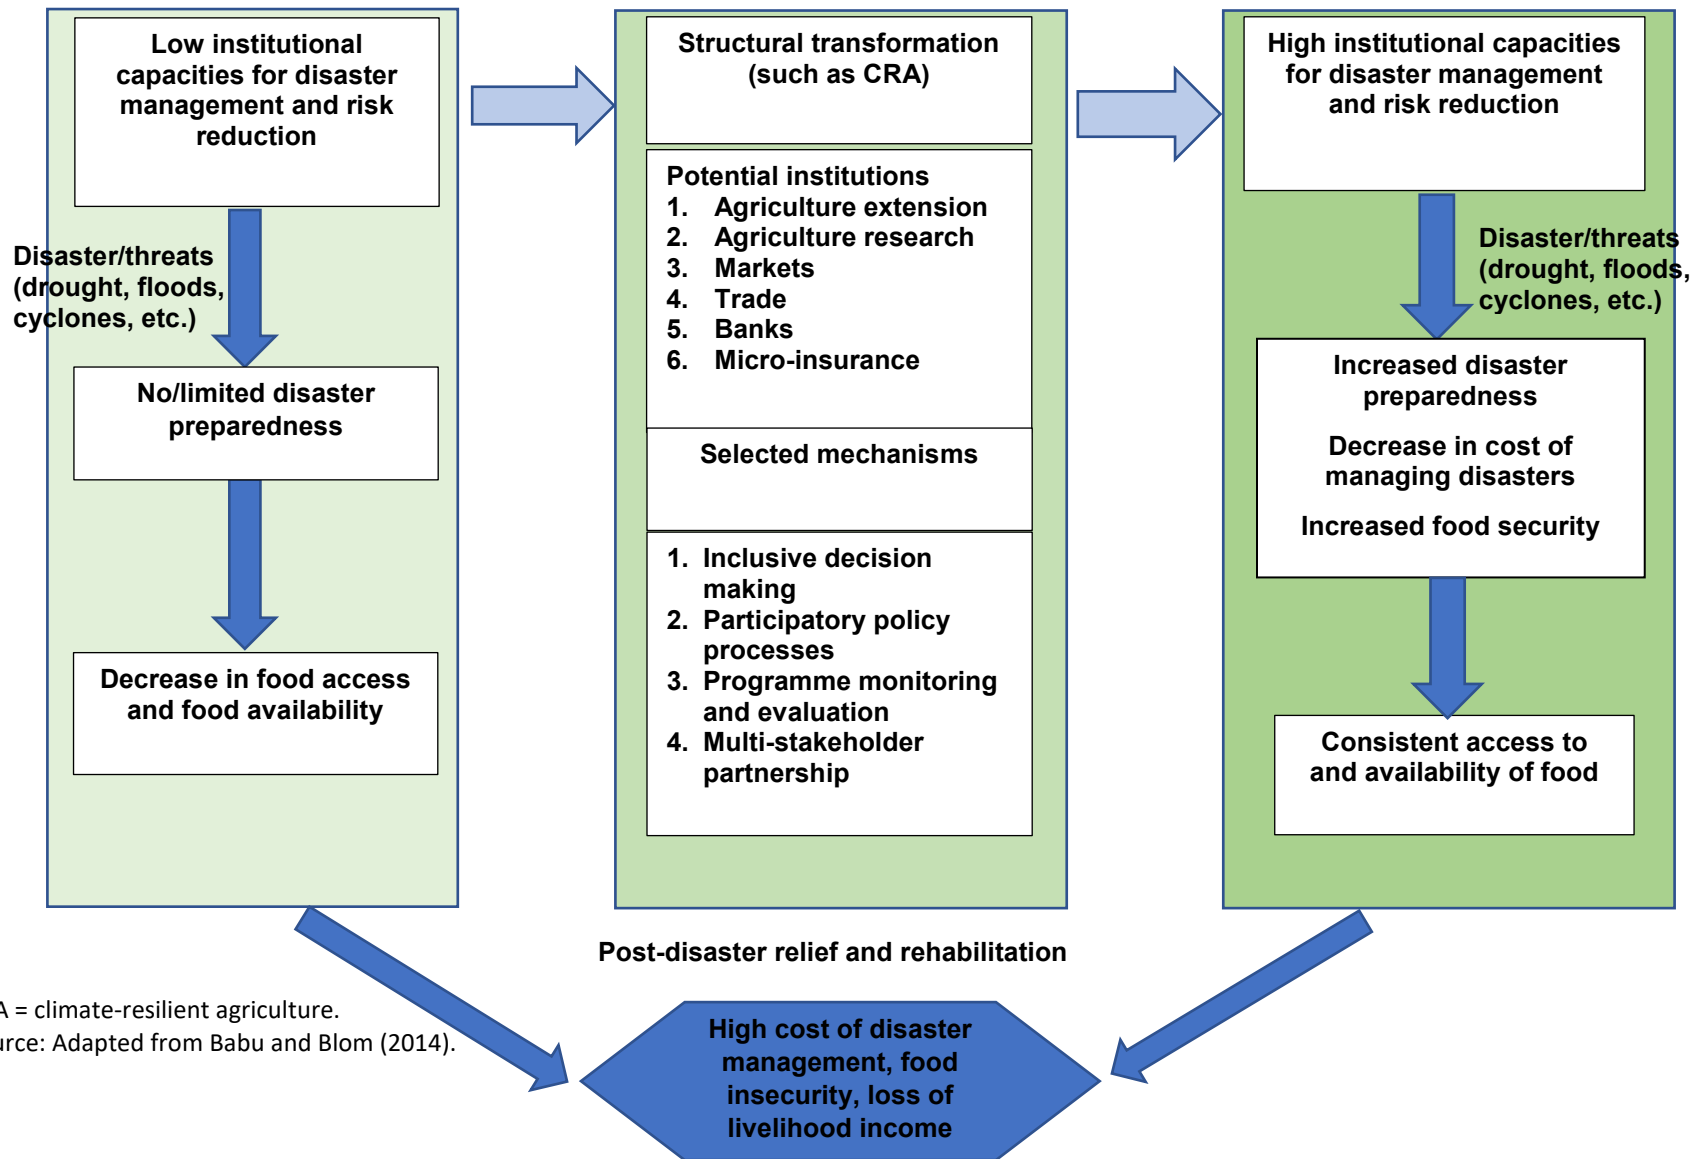 Low institutional
capacities for disaster
management and risk
reduction
Disaster/threats
(drought, floods,
cyclones, etc.)
No/limited disaster
preparedness
Decrease in food access
and food availability
Structural transformation
(such as CRA)
Potential institutions
1. Agriculture extension
2. Agriculture research
3. Markets
4. Trade
5. Banks
6. Micro-insurance
Selected mechanisms
1. Inclusive decision
making
2. Participatory policy
processes
3. Programme monitoring
and evaluation
4. Multi-stakeholder
partnership
High institutional capacities
for disaster management
and risk reduction
Disaster/threats
(drought, floods,
cyclones, etc.)
Increased disaster
preparedness
Decrease in cost of
managing disasters
Increased food security
Consistent access to
and availability of food
Post-disaster relief and rehabilitation
High cost of disaster
management, food
insecurity, loss of
livelihood income
A = climate-resilient agriculture.
urce: Adapted from Babu and Blom (2014).